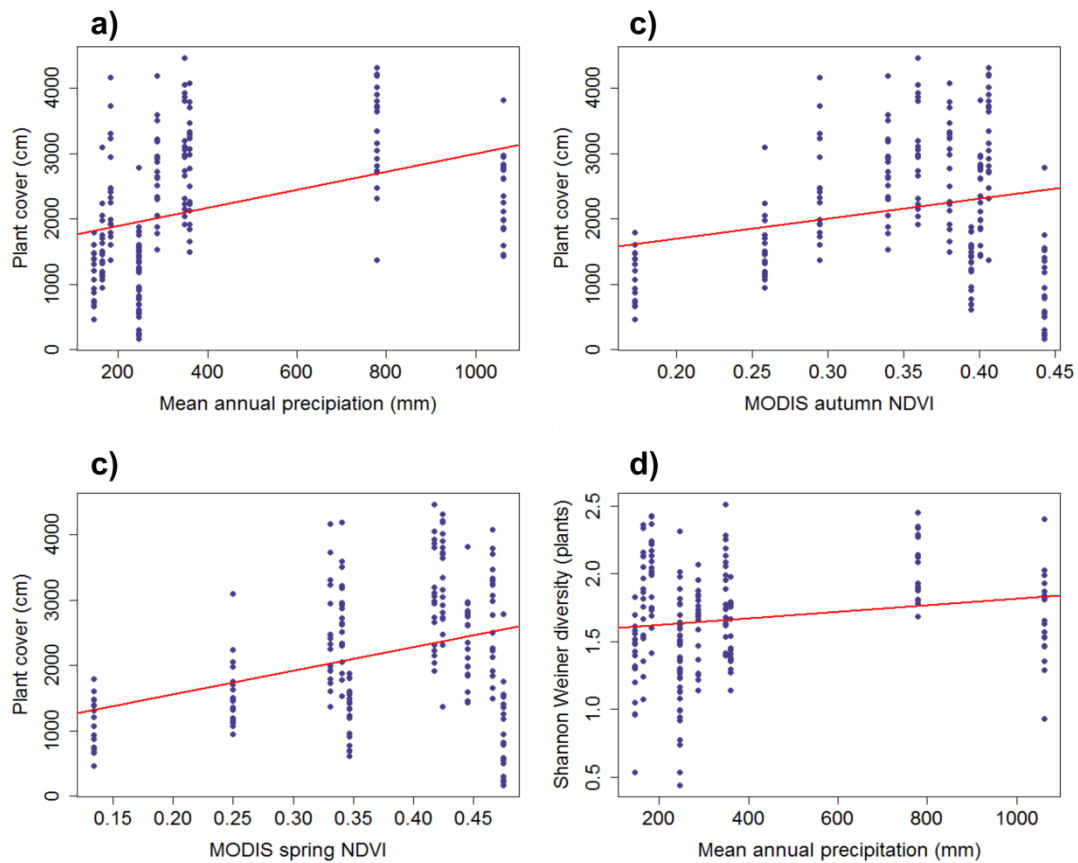 a)
Plant cover (cm)
0 1000 2000 3000 4000
200 400 600 800 1000
Mean annual precipiation (mm)
c)
Plant cover (cm)
0 1000 2000 3000 4000
0.20 0.25 0.30 0.35 0.40 0.45
MODIS autumn NDVI
c)
Plant cover (cm)
0 1000 2000 3000 4000
0.15 0.20 0.25 0.30 0.35 0.40 0.45
MODIS spring NDVI
d)
Shannon Weiner diversity (plants)
0.5 1.0 1.5 2.0 2.5
200 400 600 800 1000
Mean annual precipitation (mm)